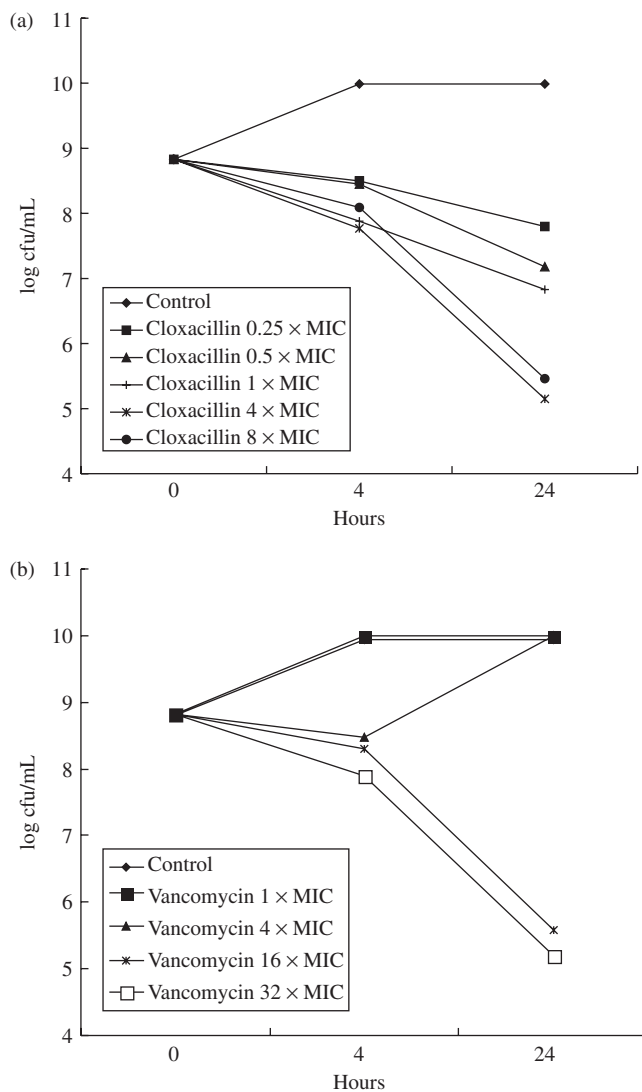 (a)
11
10
9
8
7
6
5
4
log cfu/mL
Control
Cloxacillin 0.25 × MIC
Cloxacillin 0.5 × MIC
Cloxacillin 1 × MIC
Cloxacillin 4 × MIC
Cloxacillin 8 × MIC
0 4 24
Hours
(b)
11
10
9
8
7
6
5
4
log cfu/mL
Control
Vancomycin 1 × MIC
Vancomycin 4 × MIC
Vancomycin 16 × MIC
Vancomycin 32 × MIC
0 4 24
Hours